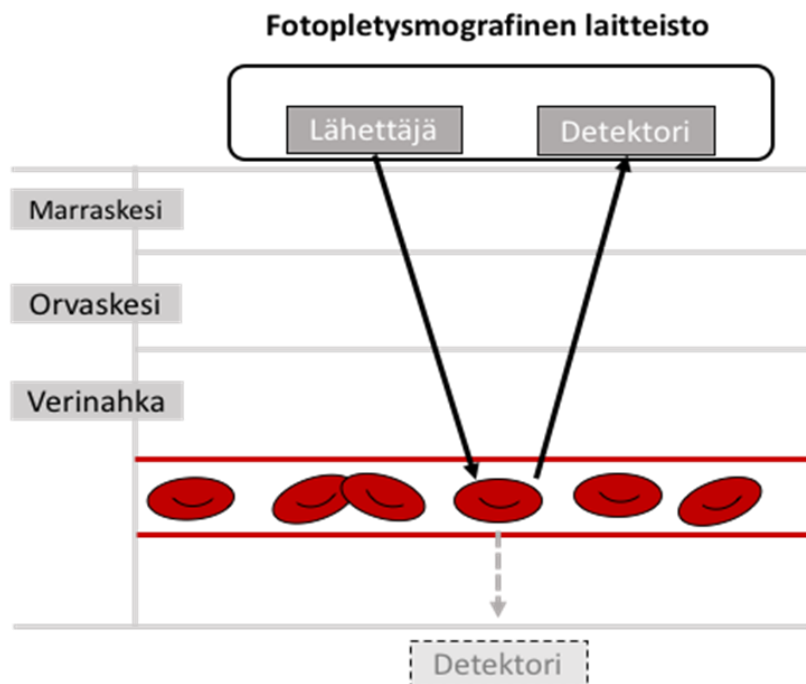 Fotopletysmografinen laitteisto
Lähettäjä
Detektori
Marraskesi
Orvaskesi
Verinahka
Detektori